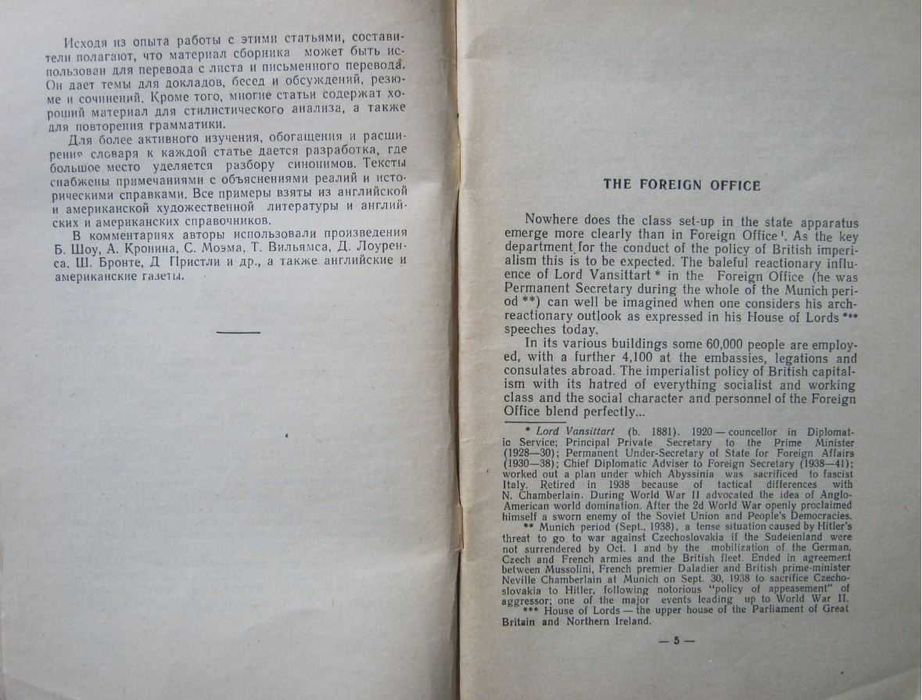 Исходя из опыта работы с этими статьями, состави-
тели полагают, что материал сборника может быть ис-
пользован для перевода с листа и письменного перевода.
Он дает темы для докладов, бесед и обсуждений, резю-
ме и сочинений. Кроме того, многие статьи содержат хо-
роший материал для стилистического анализа, а также
для повторения грамматики.
Для более активного изучения, обогащения и расши-
рения словаря к каждой статье дается разработка, где
большое место уделяется разбору синонимов. Тексты
снабжены примечаниями с объяснениями реалий и исто-
рическими справками. Все примеры взяты из английской
и американской художественной литературы и англий-
ских и американских справочников.
В комментариях авторы использовали произведения
Б. Шоу, А. Кронина, С. Моэма, Т. Вильямса, Д. Лоурен-
са, Ш. Бронте, Д Пристли и др., а также английские и
американские газеты.
THE FOREIGN OFFICE
Nowhere does the class set-up in the state apparatus
emerge more clearly than in Foreign Office ¹. As the key
department for the conduct of the policy of British imperi-
alism this is to be expected. The baleful reactionary influ-
ence of Lord Vansittart * in the Foreign Office (he was
Permanent Secretary during the whole of the Munich peri-
od **) can well be imagined when one considers his arch-
reactionary outlook as expressed in his House of Lords ***
speeches today.
In its various buildings some 60,000 people are employ-
ed, with a further 4,100 at the embassies, legations and
consulates abroad. The imperialist policy of British capital-
ism with its hatred of everything socialist and working
class and the social character and personnel of the Foreign
Office blend perfectly...
* Lord Vansittart (b. 1881). 1920 — councellor in Diplomat-
ic Service; Principal Private Secretary to the Prime Minister
(1928—30); Permanent Under-Secretary of State for Foreign Affairs
(1930—38); Chief Diplomatic Adviser to Foreign Secretary (1938—41);
worked out a plan under which Abyssinia was sacrificed to fascist
Italy. Retired in 1938 because of tactical differences with
N. Chamberlain. During World War II advocated the idea of Anglo-
American world domination. After the 2d World War openly proclaimed
himself a sworn enemy of the Soviet Union and People's Democracies.
** Munich period (Sept., 1938), a tense situation caused by Hitler's
threat to go to war against Czechoslovakia if the Sudetenland were
not surrendered by Oct. 1 and by the mobilization of the German,
Czech and French armies and the British fleet. Ended in agreement
between Mussolini, French premier Daladier and British prime-minister
Neville Chamberlain at Munich on Sept. 30, 1938 to sacrifice Czecho-
slovakia to Hitler, following notorious "policy of appeasement" of
aggressor; one of the major events leading up to World War II.
*** House of Lords — the upper house of the Parliament of Great
Britain and Northern Ireland.
— 5 —